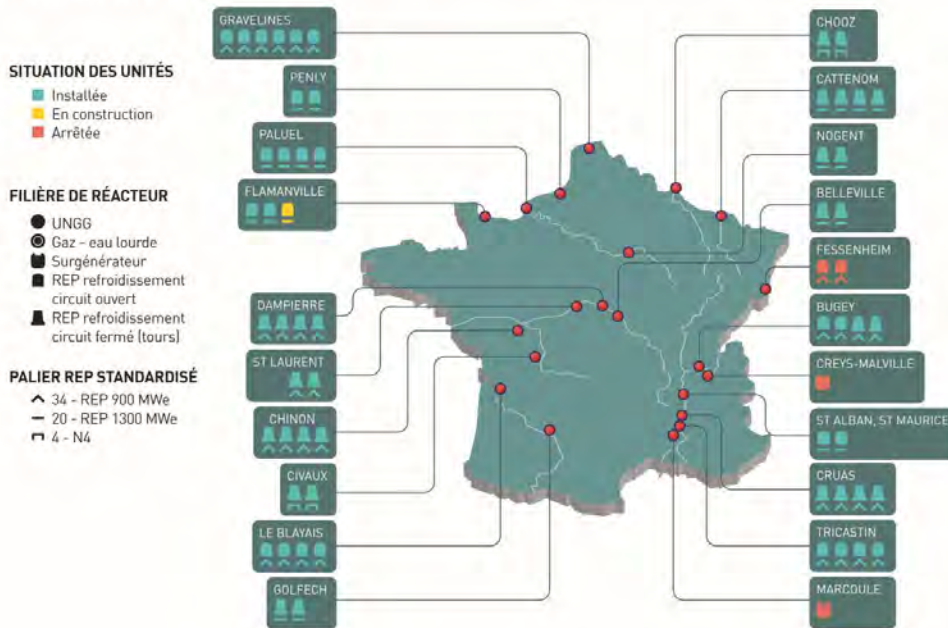 GRAVELINES
PENLY
PALUEL
FLAMANVILLE
DAMPIERRE
ST LAURENT
CHINON
CIVAUX
LE BLAYAIS
GOLFECH
SITUATION DES UNITÉS
Installée
En construction
Arrêtée
FILIÈRE DE RÉACTEUR
UNGG
Gaz - eau lourde
Surgénérateur
REP refroidissement
circuit ouvert
REP refroidissement
circuit fermé (tours)
PALIER REP STANDARDISÉ
34 - REP 900 MWe
20 - REP 1300 MWe
4 - N4
CHOOZ
CATTENOM
NOGENT
BELLEVILLE
FESSENHEIM
BUGEY
CREYS-MALVILLE
ST ALBAN, ST MAURICE
CRUAS
TRICASTIN
MARCOULE